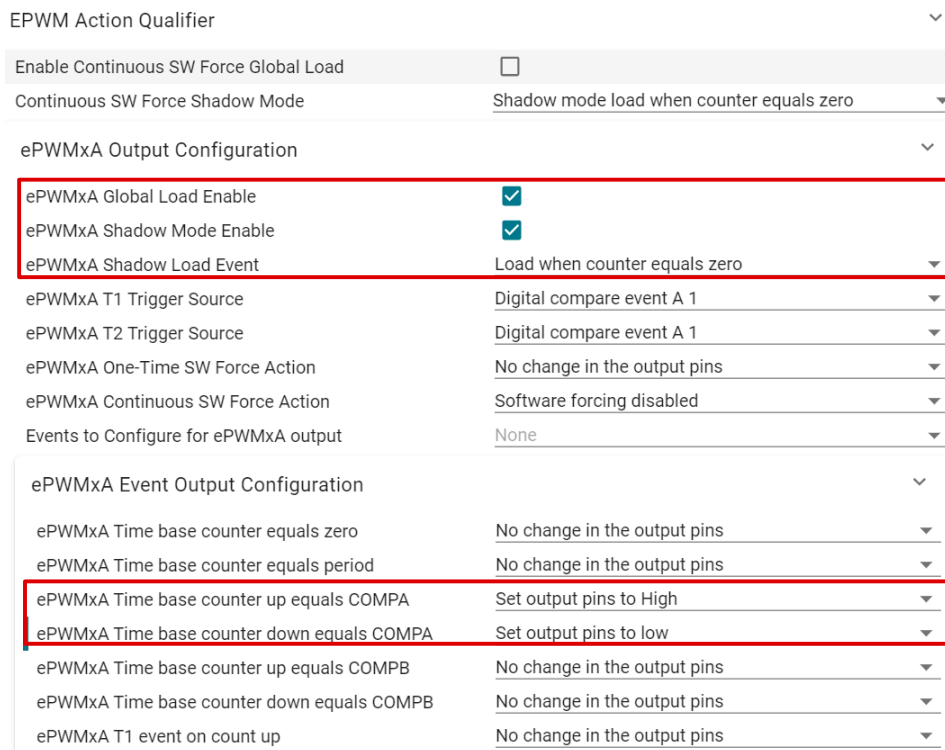 EPWM Action Qualifier
Enable Continuous SW Force Global Load
Continuous SW Force Shadow Mode Shadow mode load when counter equals zero
ePWMxA Output Configuration
ePWMxA Global Load Enable
ePWMxA Shadow Mode Enable
ePWMxA Shadow Load Event Load when counter equals zero
ePWMxA T1 Trigger Source Digital compare event A 1
ePWMxA T2 Trigger Source Digital compare event A 1
ePWMxA One-Time SW Force Action No change in the output pins
ePWMxA Continuous SW Force Action Software forcing disabled
Events to Configure for ePWMxA output None
ePWMxA Event Output Configuration
ePWMxA Time base counter equals zero No change in the output pins
ePWMxA Time base counter equals period No change in the output pins
ePWMxA Time base counter up equals COMPA Set output pins to High
ePWMxA Time base counter down equals COMPA Set output pins to low
ePWMxA Time base counter up equals COMPB No change in the output pins
ePWMxA Time base counter down equals COMPB No change in the output pins
ePWMxA T1 event on count up No change in the output pins